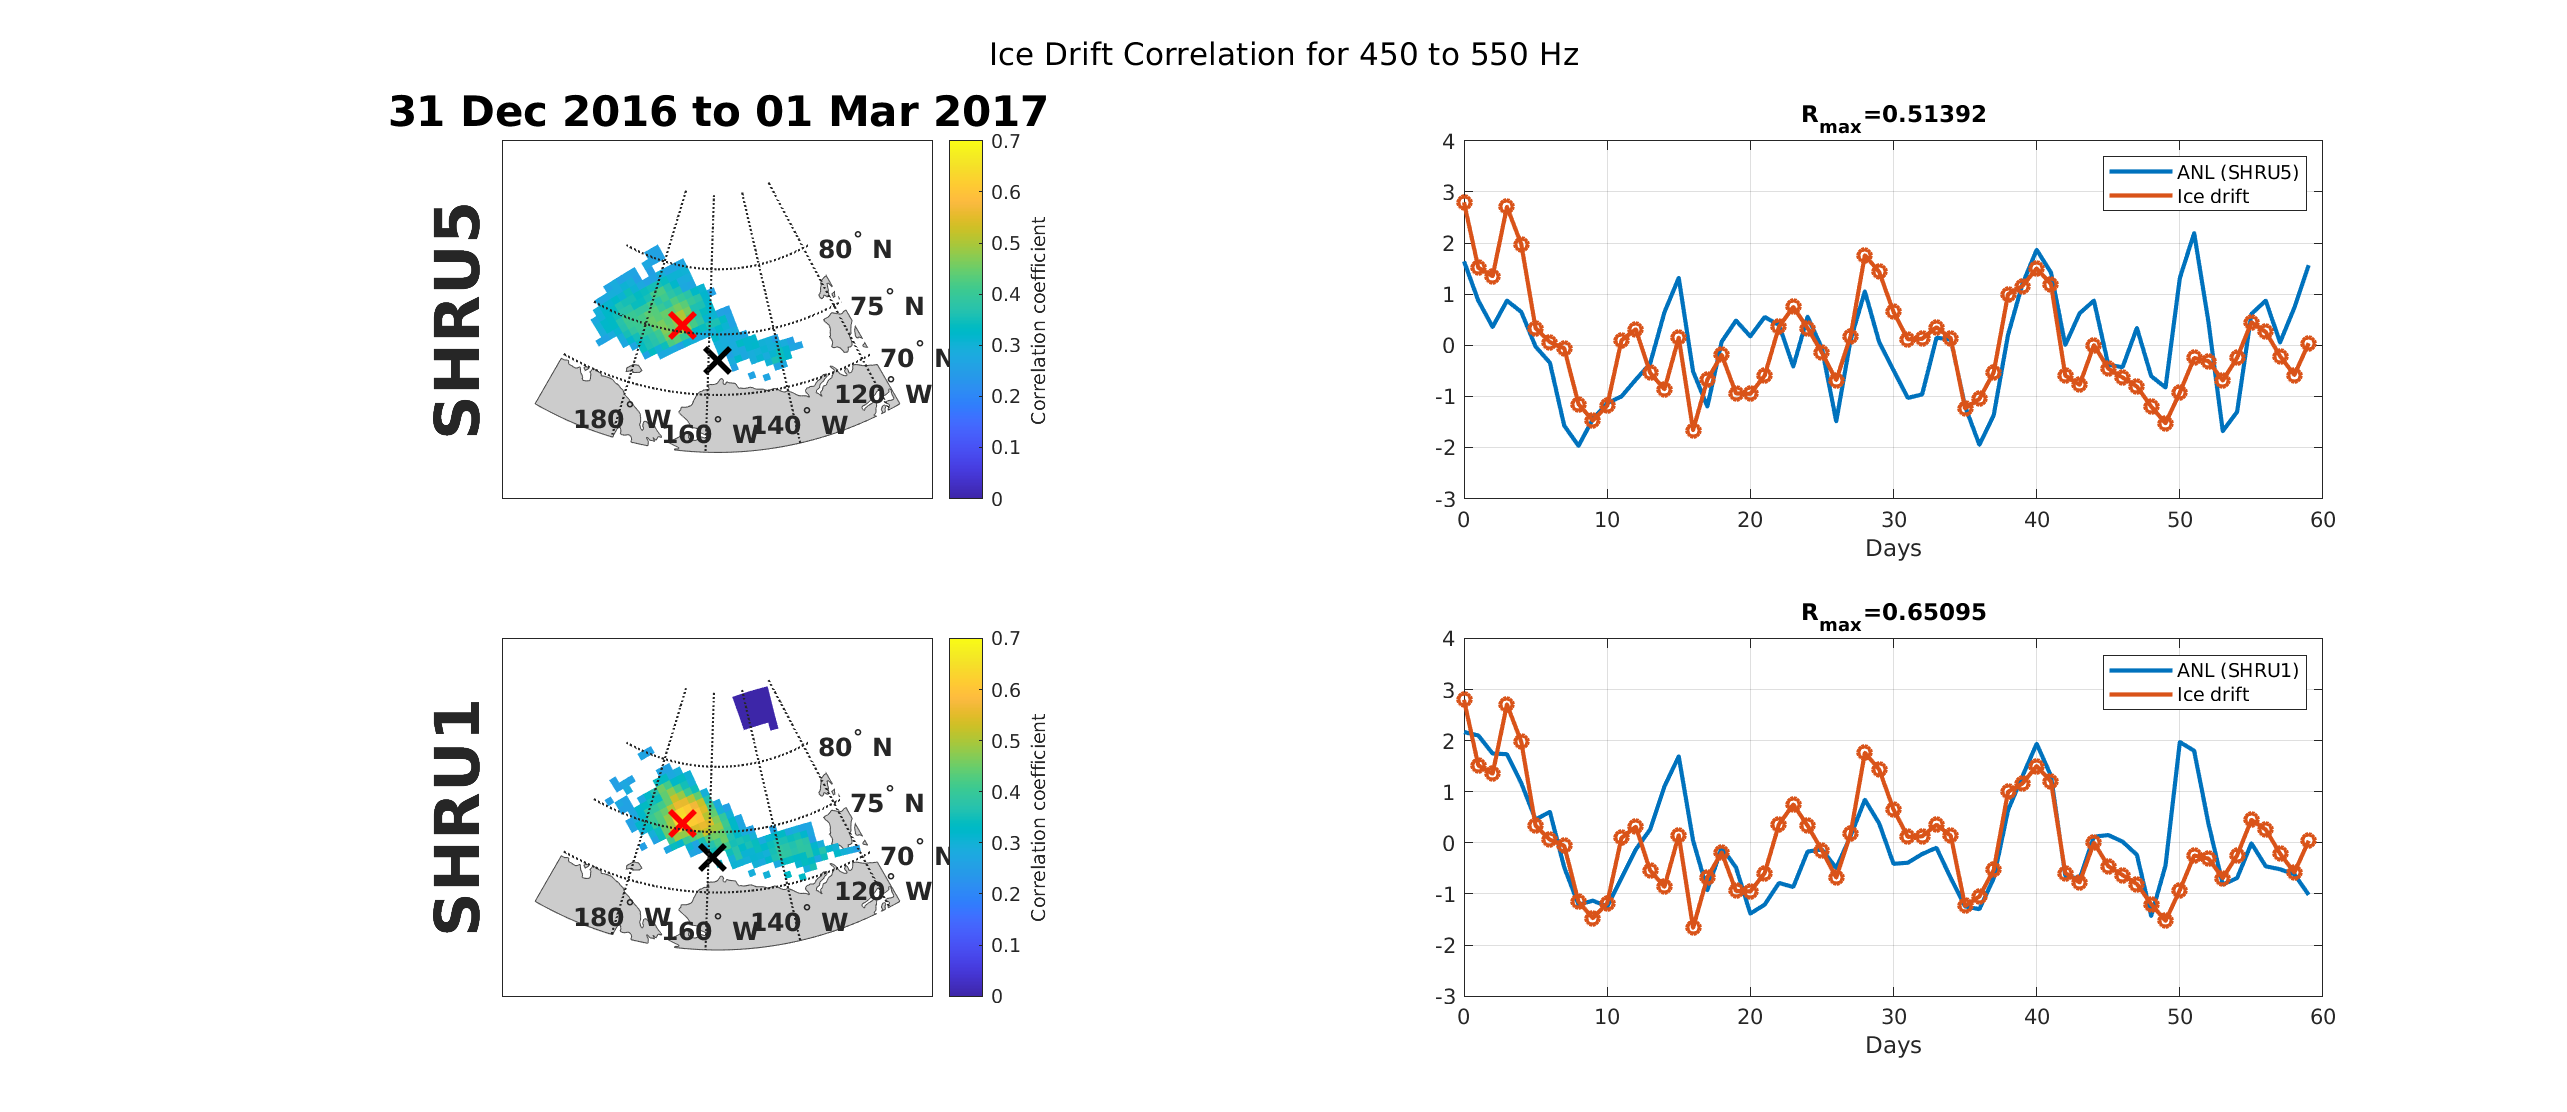 Ice Drift Correlation for 450 to 550 Hz
31 Dec 2016 to 01 Mar 2017
SHRU5
80° N
75° N
70° N
120° W
140° W
160° W
180° W
0.7
0.6
0.5
0.4
0.3
0.2
0.1
0
Correlation coefficient
Rmax=0.51392
4
3
2
1
0
-1
-2
-3
0 10 20 30 40 50 60
Days
ANL (SHRU5)
Ice drift
SHRU1
80° N
75° N
70° N
120° W
140° W
160° W
180° W
0.7
0.6
0.5
0.4
0.3
0.2
0.1
0
Correlation coefficient
Rmax=0.65095
4
3
2
1
0
-1
-2
-3
0 10 20 30 40 50 60
Days
ANL (SHRU1)
Ice drift